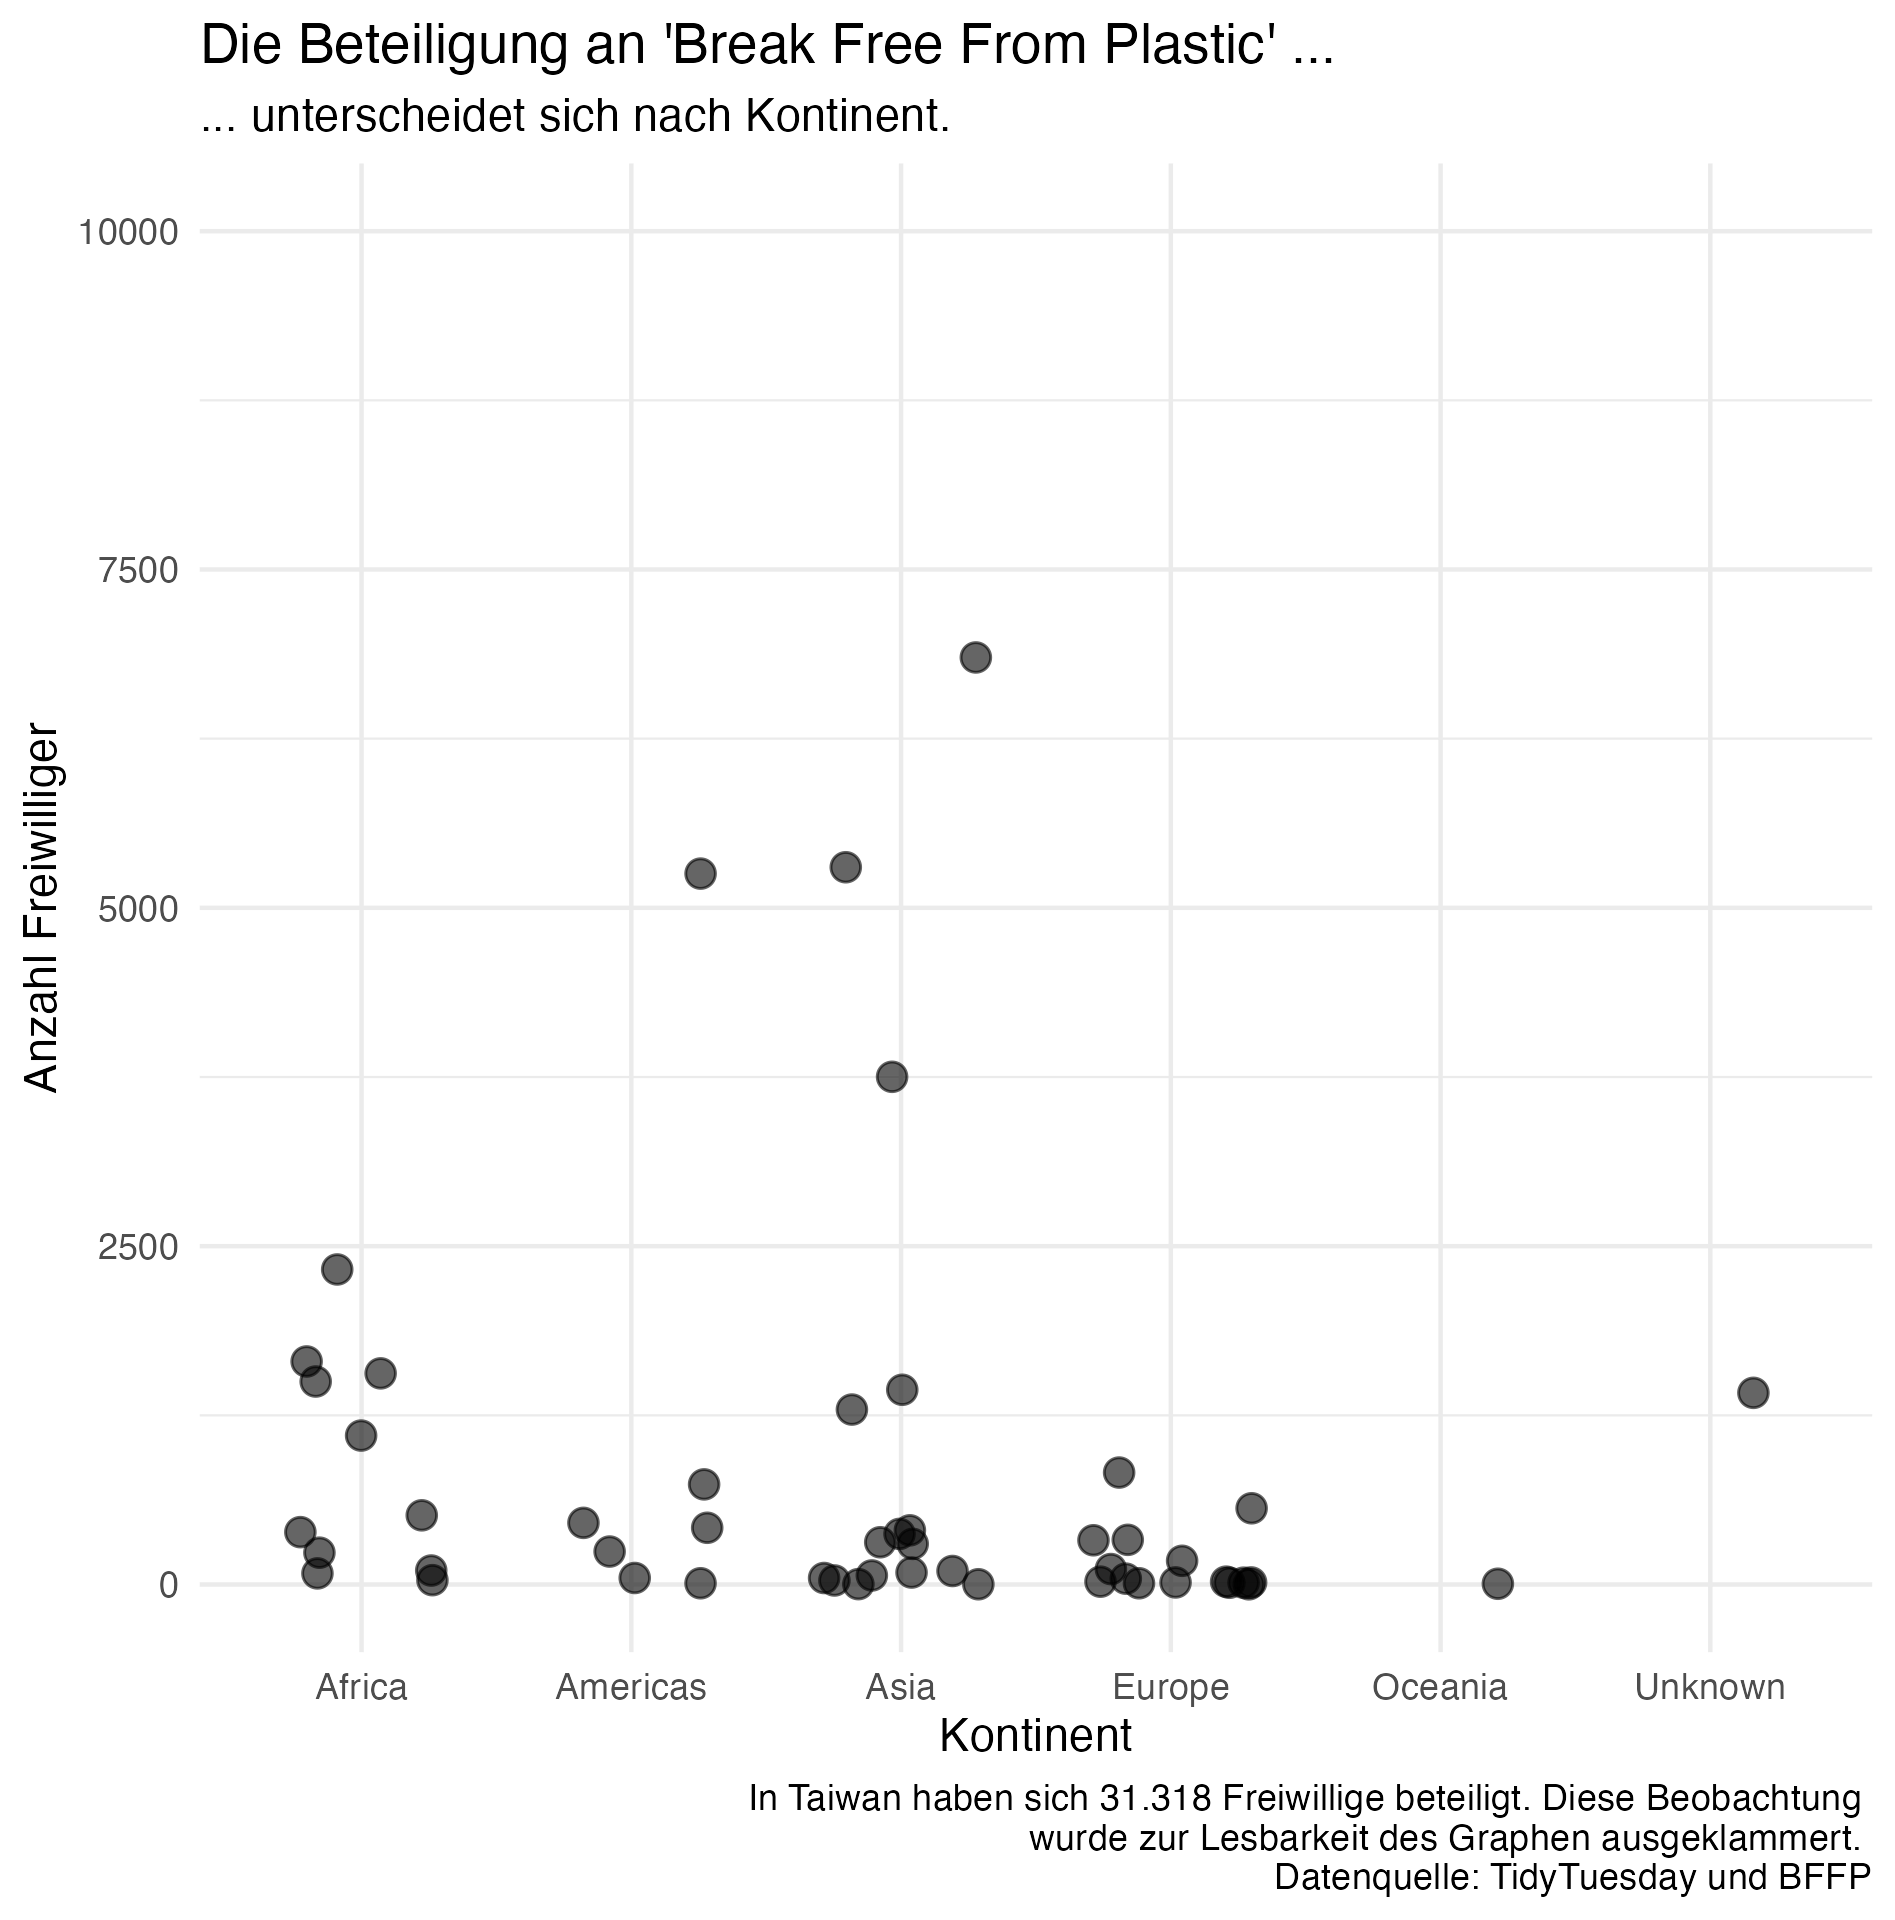 Die Beteiligung an 'Break Free From Plastic' ...
... unterscheidet sich nach Kontinent.
Anzahl Freiwilliger
10000
7500
5000
2500
0
Africa Americas Asia Europe Oceania Unknown
Kontinent
In Taiwan haben sich 31.318 Freiwillige beteiligt. Diese Beobachtung
wurde zur Lesbarkeit des Graphen ausgeklammert.
Datenquelle: TidyTuesday und BFFP